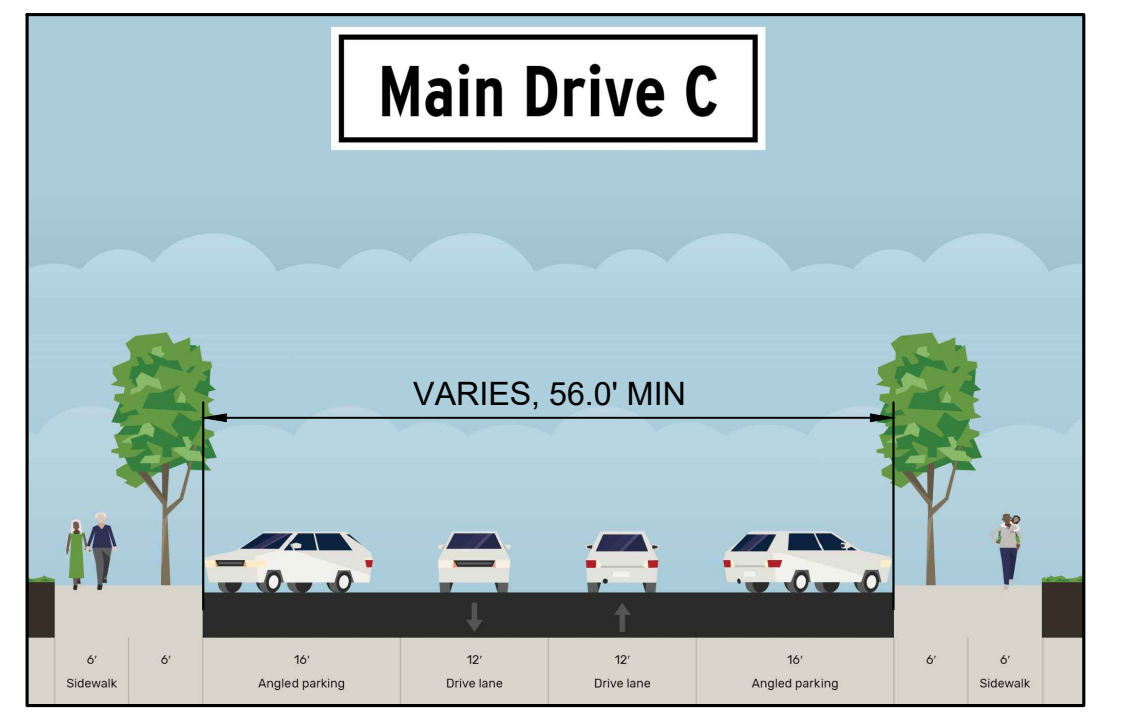 Main Drive C
VARIES, 56.0' MIN
6′ 6′ 16′ 12′ 12′ 16′ 6′ 6′
Sidewalk Angled parking Drive lane Drive lane Angled parking Sidewalk